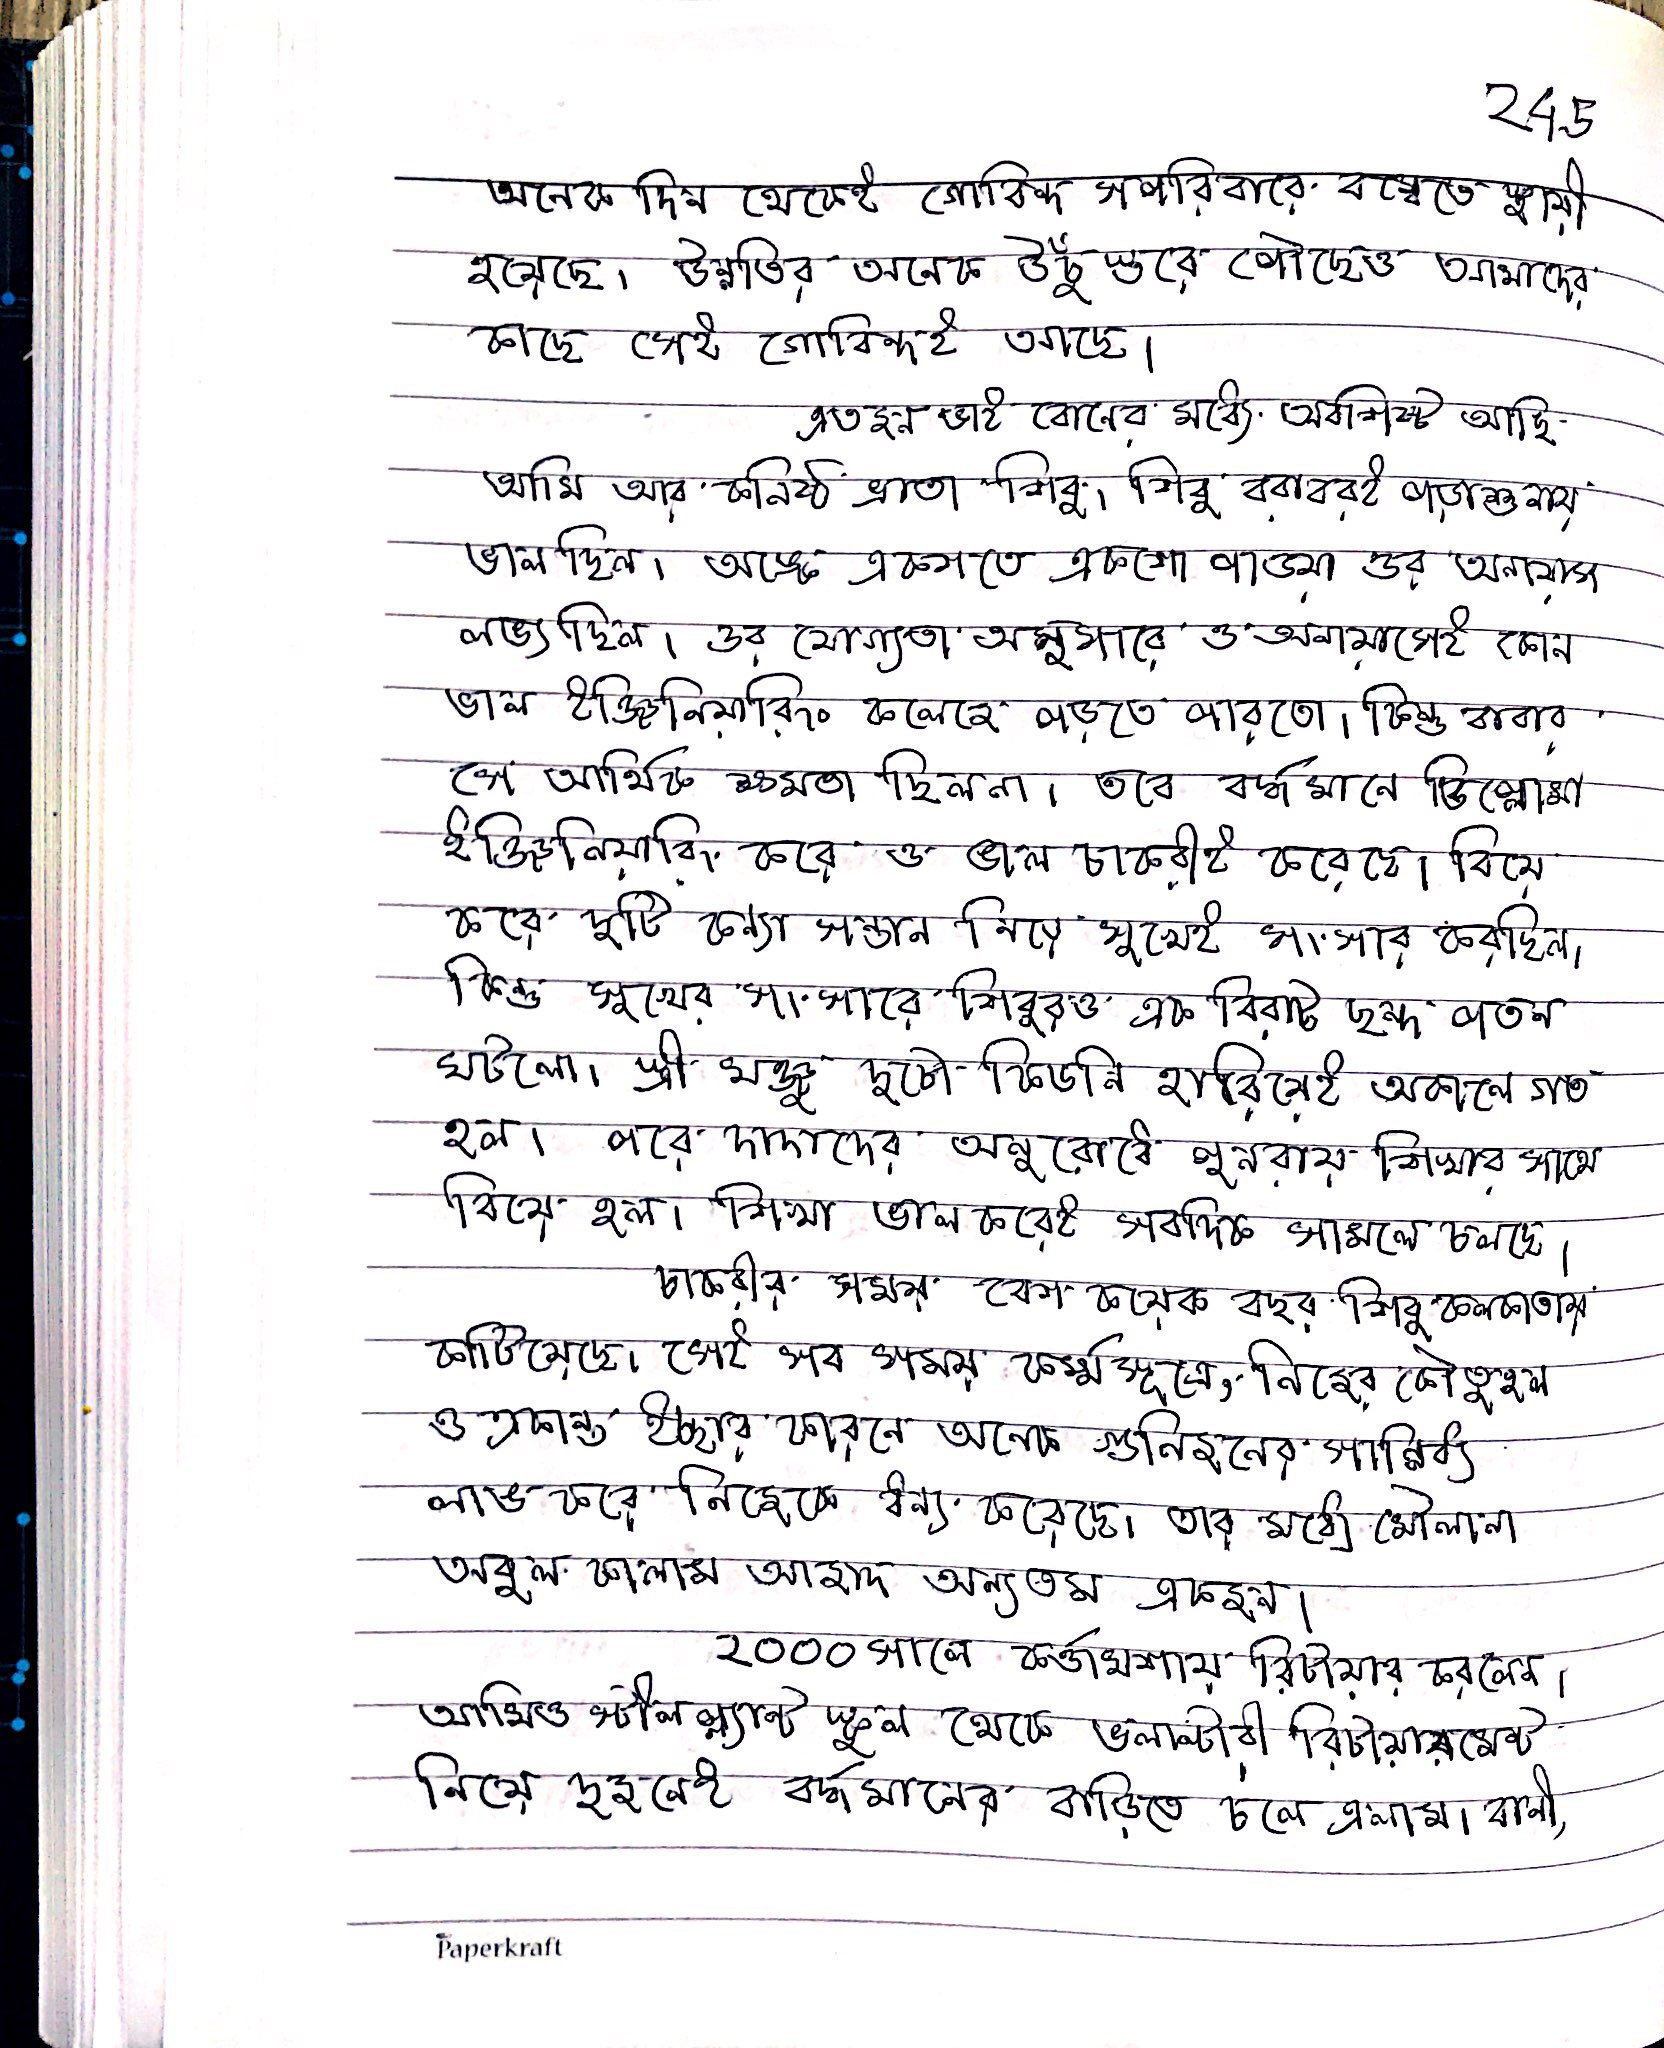 245
অনেক দিন থেকেই গোবিন্দ সপরিবারে বম্বেতে স্থায়ী
হয়েছে। উন্নতির অনেক উঁচু স্তরে পৌছেও আমাদের
কাছে সেই গোবিন্দই আছে।
এতজন ভাই বোনের মধ্যে অবশিষ্ট আছি
আমি আর কনিষ্ঠ ভ্রাতা শিবু। শিবু বরাবরই পড়াশুনায়
ভাল ছিল। অঙ্কে একশতে একশো পাওয়া ওর অনায়াস
লভ্য ছিল। ওর যোগ্যতা অনুসারে ও অনায়াসেই কোন
ভাল ইঞ্জিনিয়ারিং কলেজে পড়তে পারতো। কিন্তু বাবার
সে আর্থিক ক্ষমতা ছিলনা। তবে বর্দ্ধমানে ডিপ্লোমা
ইঞ্জিনিয়ারিং করে ও ভাল চাকরীই করেছে। বিয়ে
করে দুটি কন্যা সন্তান নিয়ে সুখেই সংসার করছিল।
কিন্তু সুখের সংসারে শিবুরও এক বিরাট ছন্দ পতন
ঘটলো। স্ত্রী মঞ্জু দুটো কিডনি হারিয়েই অকালে গত
হল। পরে দাদাদের অনুরোধে পুনরায় শিখার সাথে
বিয়ে হল। শিখা ভাল করেই সবদিক সামলে চলছে।
চাকরীর সময় বেশ কয়েক বছর শিবু কলকাতায়
কাটিয়েছে। সেই সব সময় কর্ম্মসূত্রে, নিজের কৌতুহল
ও একান্ত ইচ্ছার কারনে অনেক গুনিজনের সান্নিধ্য
লাভ করে নিজেকে ধন্য করেছে। তার মধ্যে মৌলানা
আবুল কালাম আজাদ অন্যতম একজন।
2000 সালে কর্ত্তামশায় রিটায়ার করলেন।
আমিও স্টীল প্ল্যান্ট স্কুল থেকে ভলান্টারী রিটায়ারমেন্ট
নিয়ে দুজনেই বর্দ্ধমানের বাড়িতে চলে এলাম। বানী,
Paperkraft